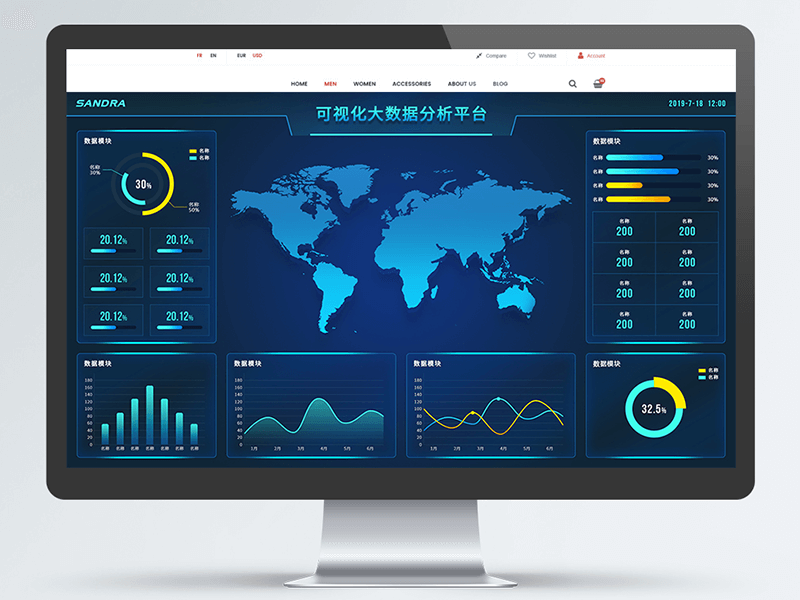 FR EN EUR USD Compare Wishlist Account
HOME MEN WOMEN ACCESSORIES ABOUT US BLOG
SANDRA
可视化大数据分析平台
2019-7-18 12:00
数据模块
名称
名称
名称
30%
30%
名称
50%
20.12% 20.12%
20.12% 20.12%
20.12% 20.12%
数据模块
名称 30%
名称 30%
名称 30%
名称 30%
名称 名称
200 200
名称 名称
200 200
名称 名称
200 200
名称 名称
200 200
数据模块
180
160
140
120
100
80
60
40
20
0
名称 名称 名称 名称 名称 名称 名称
数据模块
180
160
140
120
100
80
60
40
20
0
1月 2月 3月 4月 5月 6月
数据模块
180
160
140
120
100
80
60
40
20
0
1月 2月 3月 4月 5月 6月
数据模块
名称
名称
32.5%